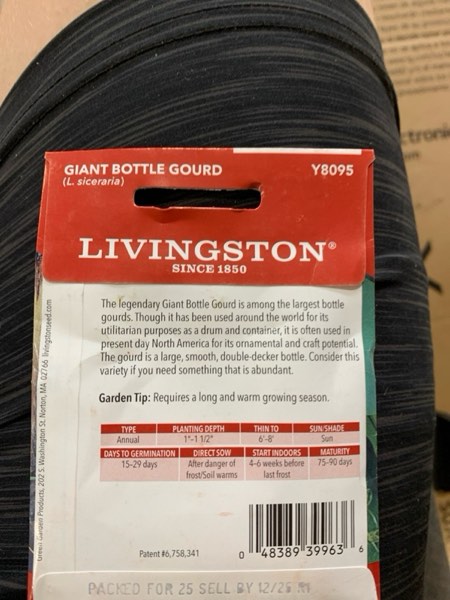 GIANT BOTTLE GOURD Y8095
(L. siceraria)
LIVINGSTON®
SINCE 1850
The legendary Giant Bottle Gourd is among the largest bottle
gourds. Though it has been used around the world for its
utilitarian purposes as a drum and container, it is often used in
present day North America for its ornamental and craft potential.
The gourd is a large, smooth, double-decker bottle. Consider this
variety if you need something that is abundant.
Garden Tip: Requires a long and warm growing season.
TYPE PLANTING DEPTH THIN TO SUN/SHADE
Annual 1"-1 1/2" 6'-8' Sun
DAYS TO GERMINATION DIRECT SOW START INDOORS MATURITY
15-29 days After danger of 4-6 weeks before 75-90 days
frost/Soil warms last frost
Patent #6,758,341
0 48389 39963 6
PACKED FOR 25 SELL BY 12/25
Garden Products, 202 S. Washington St. Norton, MA 02766 livingstonseed.com
ctroni